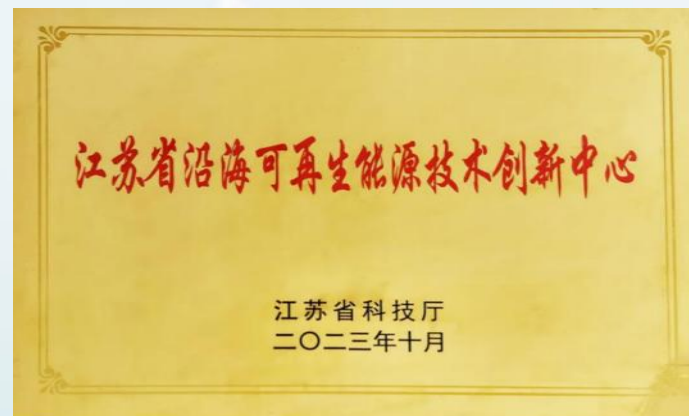 江苏省沿海可再生能源技术创新中心
江苏省科技厅
二〇二三年十月